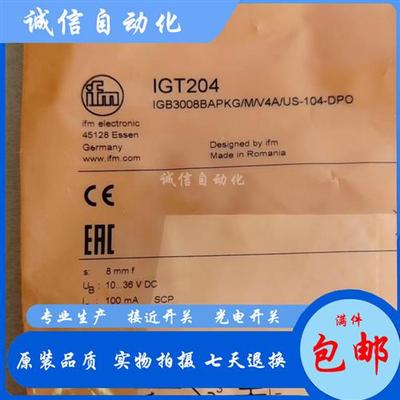 诚信自动化
ifm
ifm electronic
45128 Essen
Germany
www.ifm.com
IGT204
IGB3008BAPKG/M/V4A/US-104-DPO
Designed by ifm
Made in Romania
诚信自动化
CE
EAC
s: 8 mm f
UB: 10...36 V DC
100 mA SCP
专业生产 接近开关 光电开关
原装品质 实物拍摄 七天退换
满件
包邮